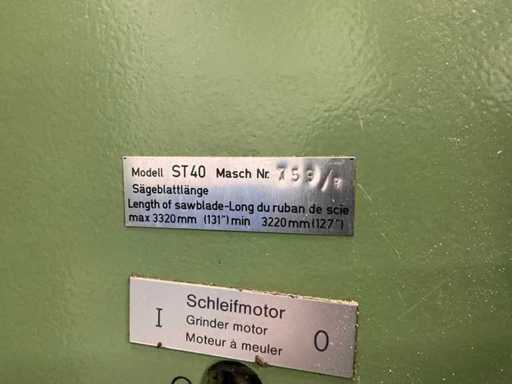 Modell ST40 Masch Nr.
Sägeblattlänge
Length of sawblade-Long du ruban de scie
max 3320mm (131") min 3220mm (127")
Schleifmotor
I Grinder motor O
Moteur à meuler